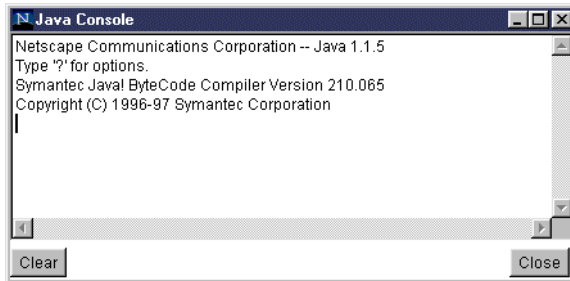 Java Console
Netscape Communications Corporation -- Java 1.1.5
Type '?' for options.
Symantec Java! ByteCode Compiler Version 210.065
Copyright (C) 1996-97 Symantec Corporation
Clear
Close